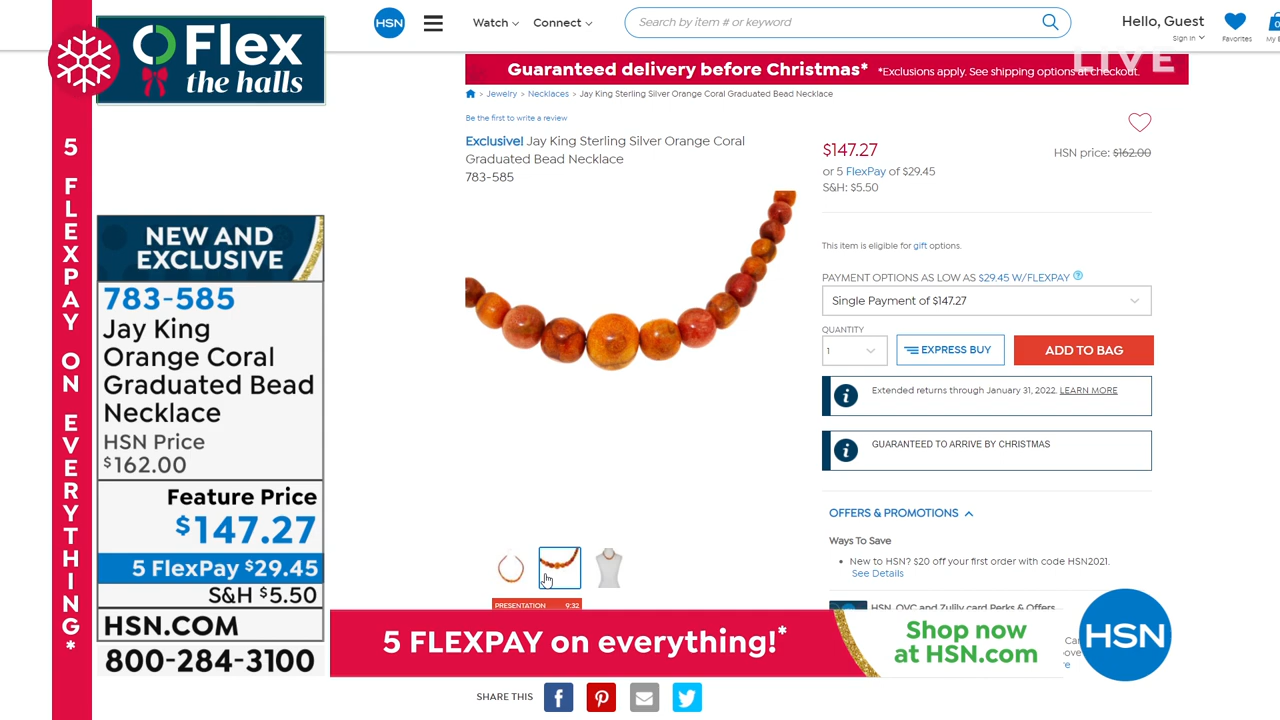 Flex
the halls
5 FLEXPAY ON EVERYTHING*
NEW AND
EXCLUSIVE
783-585
Jay King
Orange Coral
Graduated Bead
Necklace
HSN Price
$162.00
Feature Price
$147.27
5 FlexPay $29.45
S&H $5.50
HSN.COM
800-284-3100
HSN
Watch
Connect
Search by item # or keyword
Hello, Guest
Sign In
Favorites
0
Guaranteed delivery before Christmas* *Exclusions apply. See shipping options at checkout.
LIVE
> Jewelry > Necklaces > Jay King Sterling Silver Orange Coral Graduated Bead Necklace
Be the first to write a review
Exclusive! Jay King Sterling Silver Orange Coral
Graduated Bead Necklace
783-585
$147.27
HSN price: $162.00
or 5 FlexPay of $29.45
S&H: $5.50
This item is eligible for gift options.
PAYMENT OPTIONS AS LOW AS $29.45 W/FLEXPAY ?
Single Payment of $147.27
QUANTITY
1
EXPRESS BUY
ADD TO BAG
Extended returns through January 31, 2022. LEARN MORE
GUARANTEED TO ARRIVE BY CHRISTMAS
OFFERS & PROMOTIONS
Ways To Save
• New to HSN? $20 off your first order with code HSN2021.
See Details
HSN, QVC and Zulily card Perks & Offers
PRESENTATION 9:32
5 FLEXPAY on everything!*
Shop now
at HSN.com
HSN
SHARE THIS